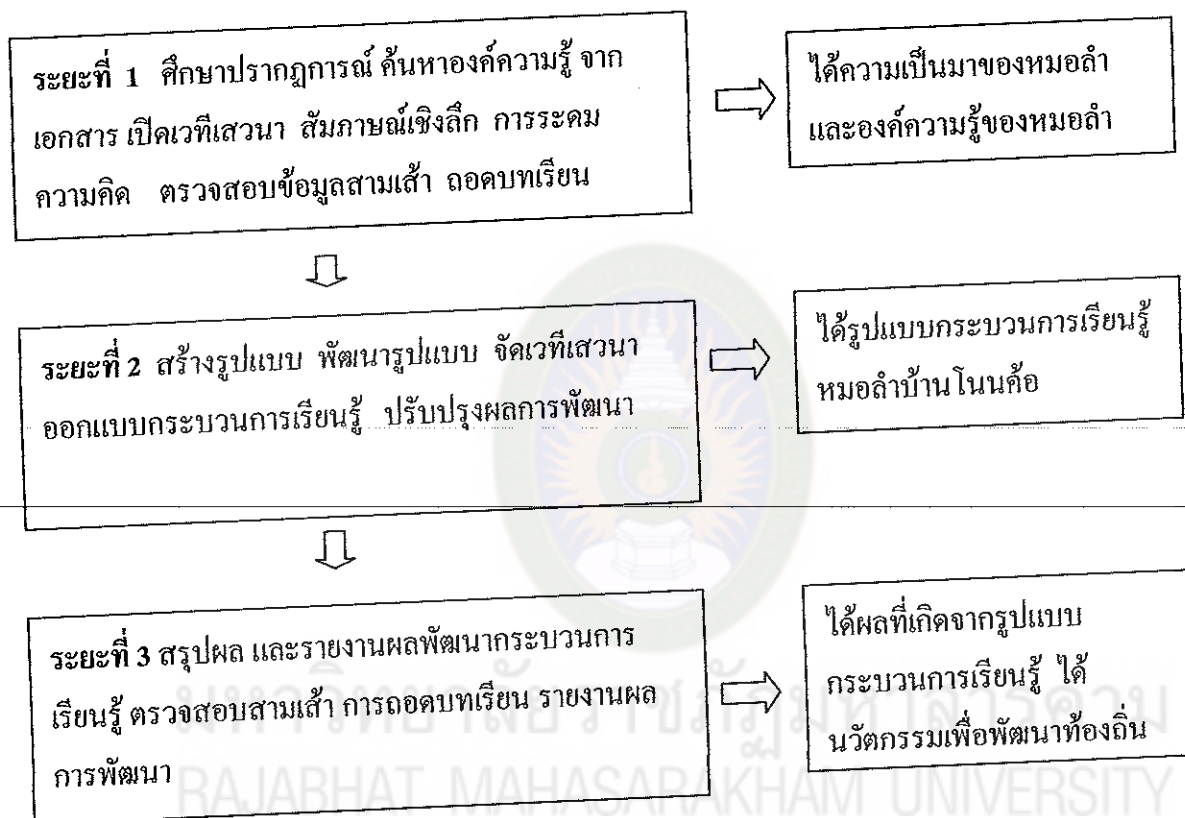 ระยะที่ 1 ศึกษาปรากฏการณ์ ค้นหาองค์ความรู้ จาก
เอกสาร เปิดเวทีเสวนา สัมภาษณ์เชิงลึก การระดม
ความคิด ตรวจสอบข้อมูลสามเส้า ถอดบทเรียน
ได้ความเป็นมาของหมอลำ
และองค์ความรู้ของหมอลำ
ระยะที่ 2 สร้างรูปแบบ พัฒนารูปแบบ จัดเวทีเสวนา
ออกแบบกระบวนการเรียนรู้ ปรับปรุงผลการพัฒนา
ได้รูปแบบกระบวนการเรียนรู้
หมอลำบ้านโนนค้อ
ระยะที่ 3 สรุปผล และรายงานผลพัฒนากระบวนการ
เรียนรู้ ตรวจสอบสามเส้า การถอดบทเรียน รายงานผล
การพัฒนา
ได้ผลที่เกิดจากรูปแบบ
กระบวนการเรียนรู้ ได้
นวัตกรรมเพื่อพัฒนาท้องถิ่น
มหาวิทยาลัยราชภัฏมหาสารคาม
RAJABHAT MAHASARAKHAM UNIVERSITY